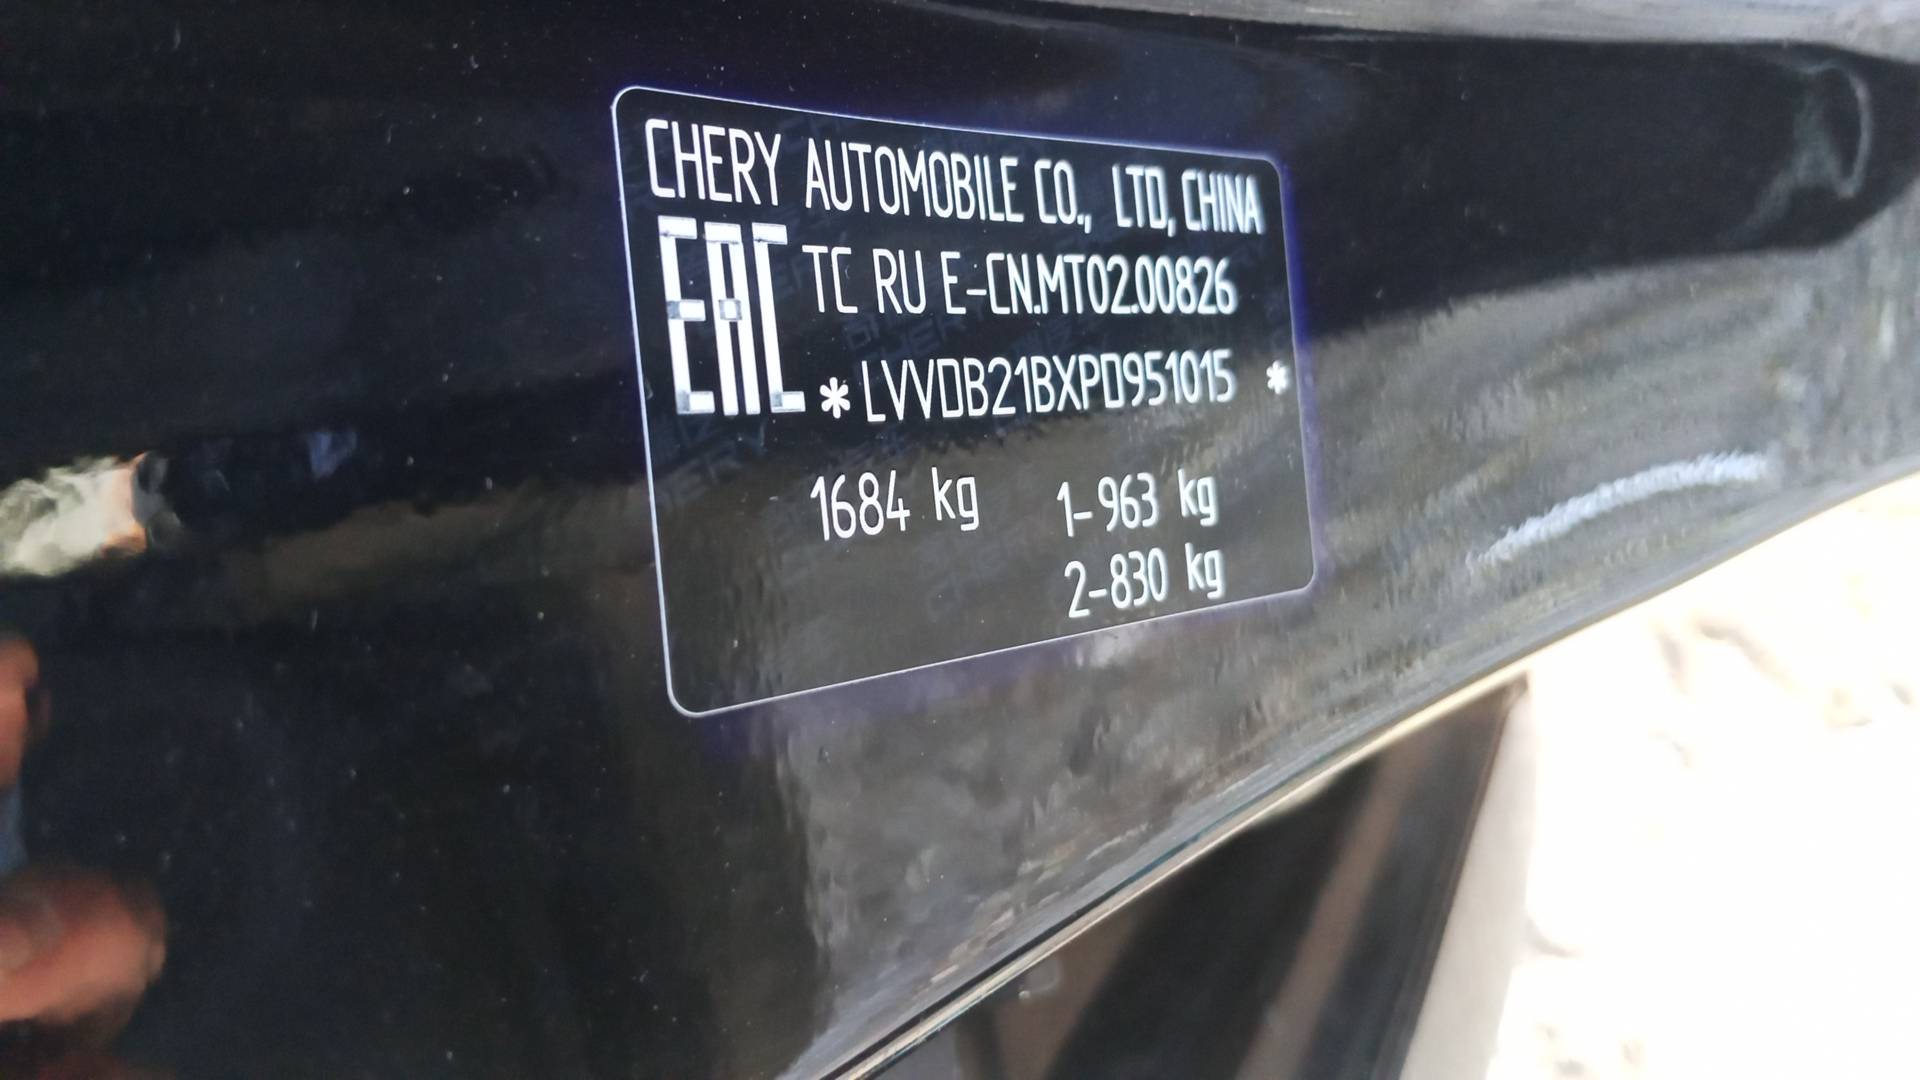 CHERY AUTOMOBILE CO., LTD, CHINA
EAC TC RU E-CN.MT02.00826
*LVVDB21BXPD951015 *
1684 kg 1-963 kg
2-830 kg